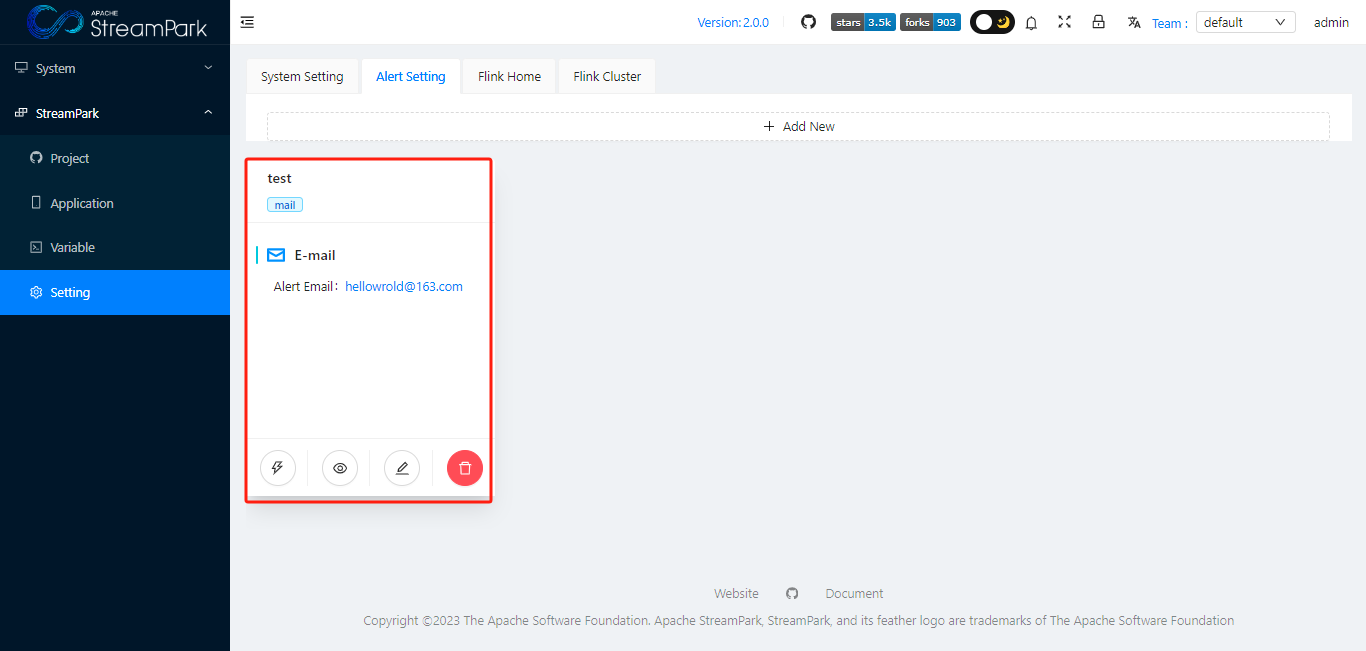 APACHE
StreamPark
Version: 2.0.0
stars 3.5k
forks 903
Team :
default
admin
System
StreamPark
Project
Application
Variable
Setting
System Setting
Alert Setting
Flink Home
Flink Cluster
Add New
test
mail
E-mail
Alert Email: hellowrold@163.com
Website
Document
Copyright ©2023 The Apache Software Foundation. Apache StreamPark, StreamPark, and its feather logo are trademarks of The Apache Software Foundation